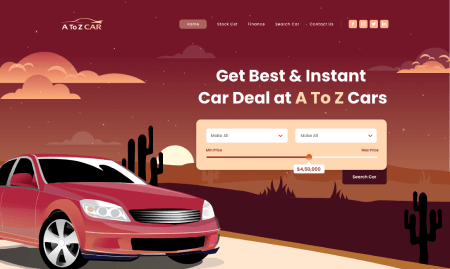 A To Z CAR
Home Stock List Finance Search Car Contact Us
Get Best & Instant
Car Deal at A To Z Cars
Make All Make All
Min Price Max Price
$4,50,000
Search Car